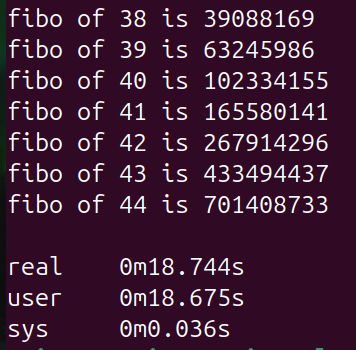 fibo of 38 is 39088169
fibo of 39 is 63245986
fibo of 40 is 102334155
fibo of 41 is 165580141
fibo of 42 is 267914296
fibo of 43 is 433494437
fibo of 44 is 701408733
real 0m18.744s
user 0m18.675s
sys 0m0.036s